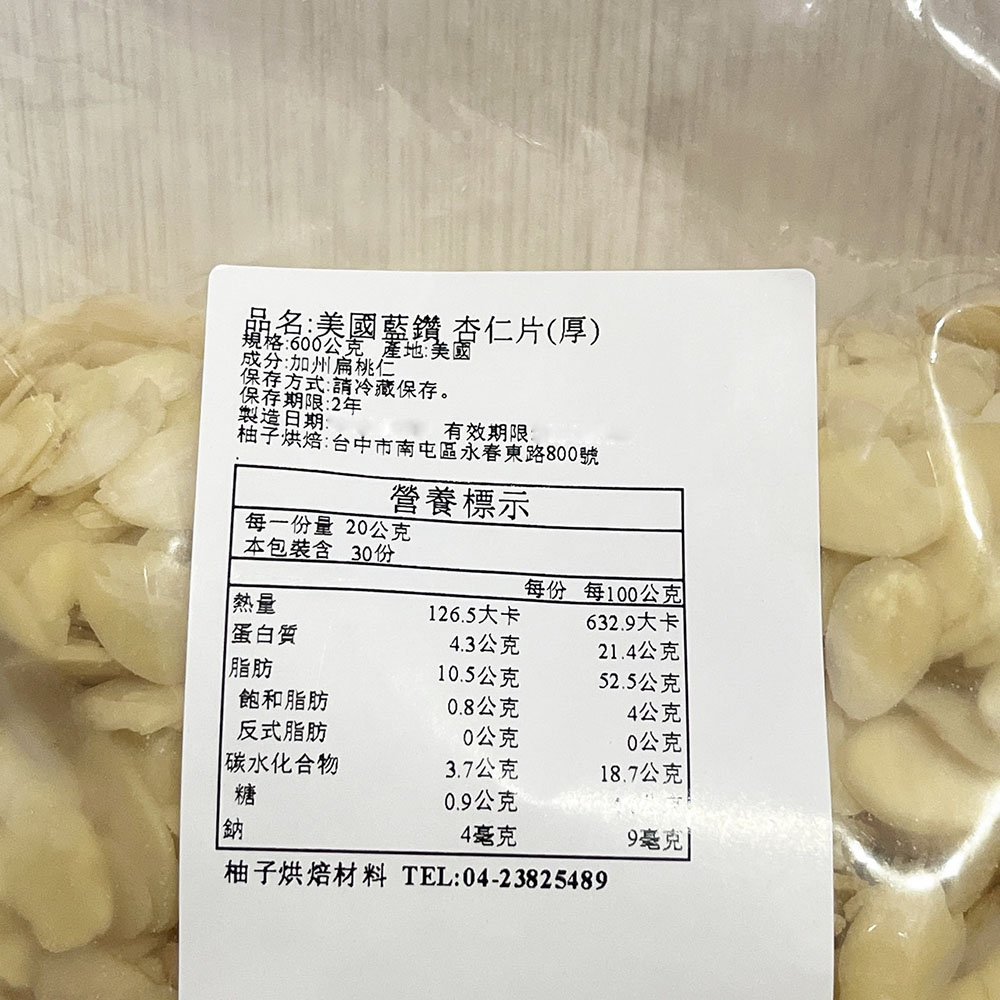 品名:美國藍鑽 杏仁片(厚)
規格:600公克 產地:美國
成分:加州扁桃仁
保存方式:請冷藏保存。
保存期限:2年
製造日期: 有效期限:
柚子烘焙:台中市南屯區永春東路800號
營養標示
每一份量 20公克
本包裝含 30份
每份 每100公克
熱量 126.5大卡 632.9大卡
蛋白質 4.3公克 21.4公克
脂肪 10.5公克 52.5公克
飽和脂肪 0.8公克 4公克
反式脂肪 0公克 0公克
碳水化合物 3.7公克 18.7公克
糖 0.9公克
鈉 4毫克 9毫克
柚子烘焙材料 TEL:04-23825489